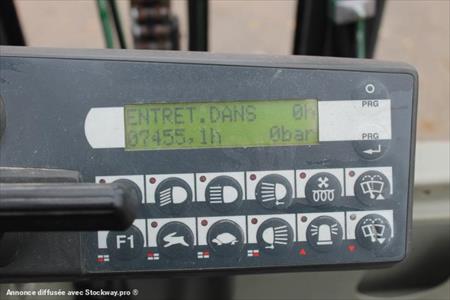 ENTRET.DANS 0h
07455,1h 0bar
PRG
PRG
F1
Annonce diffusée avec Stockway.pro ®